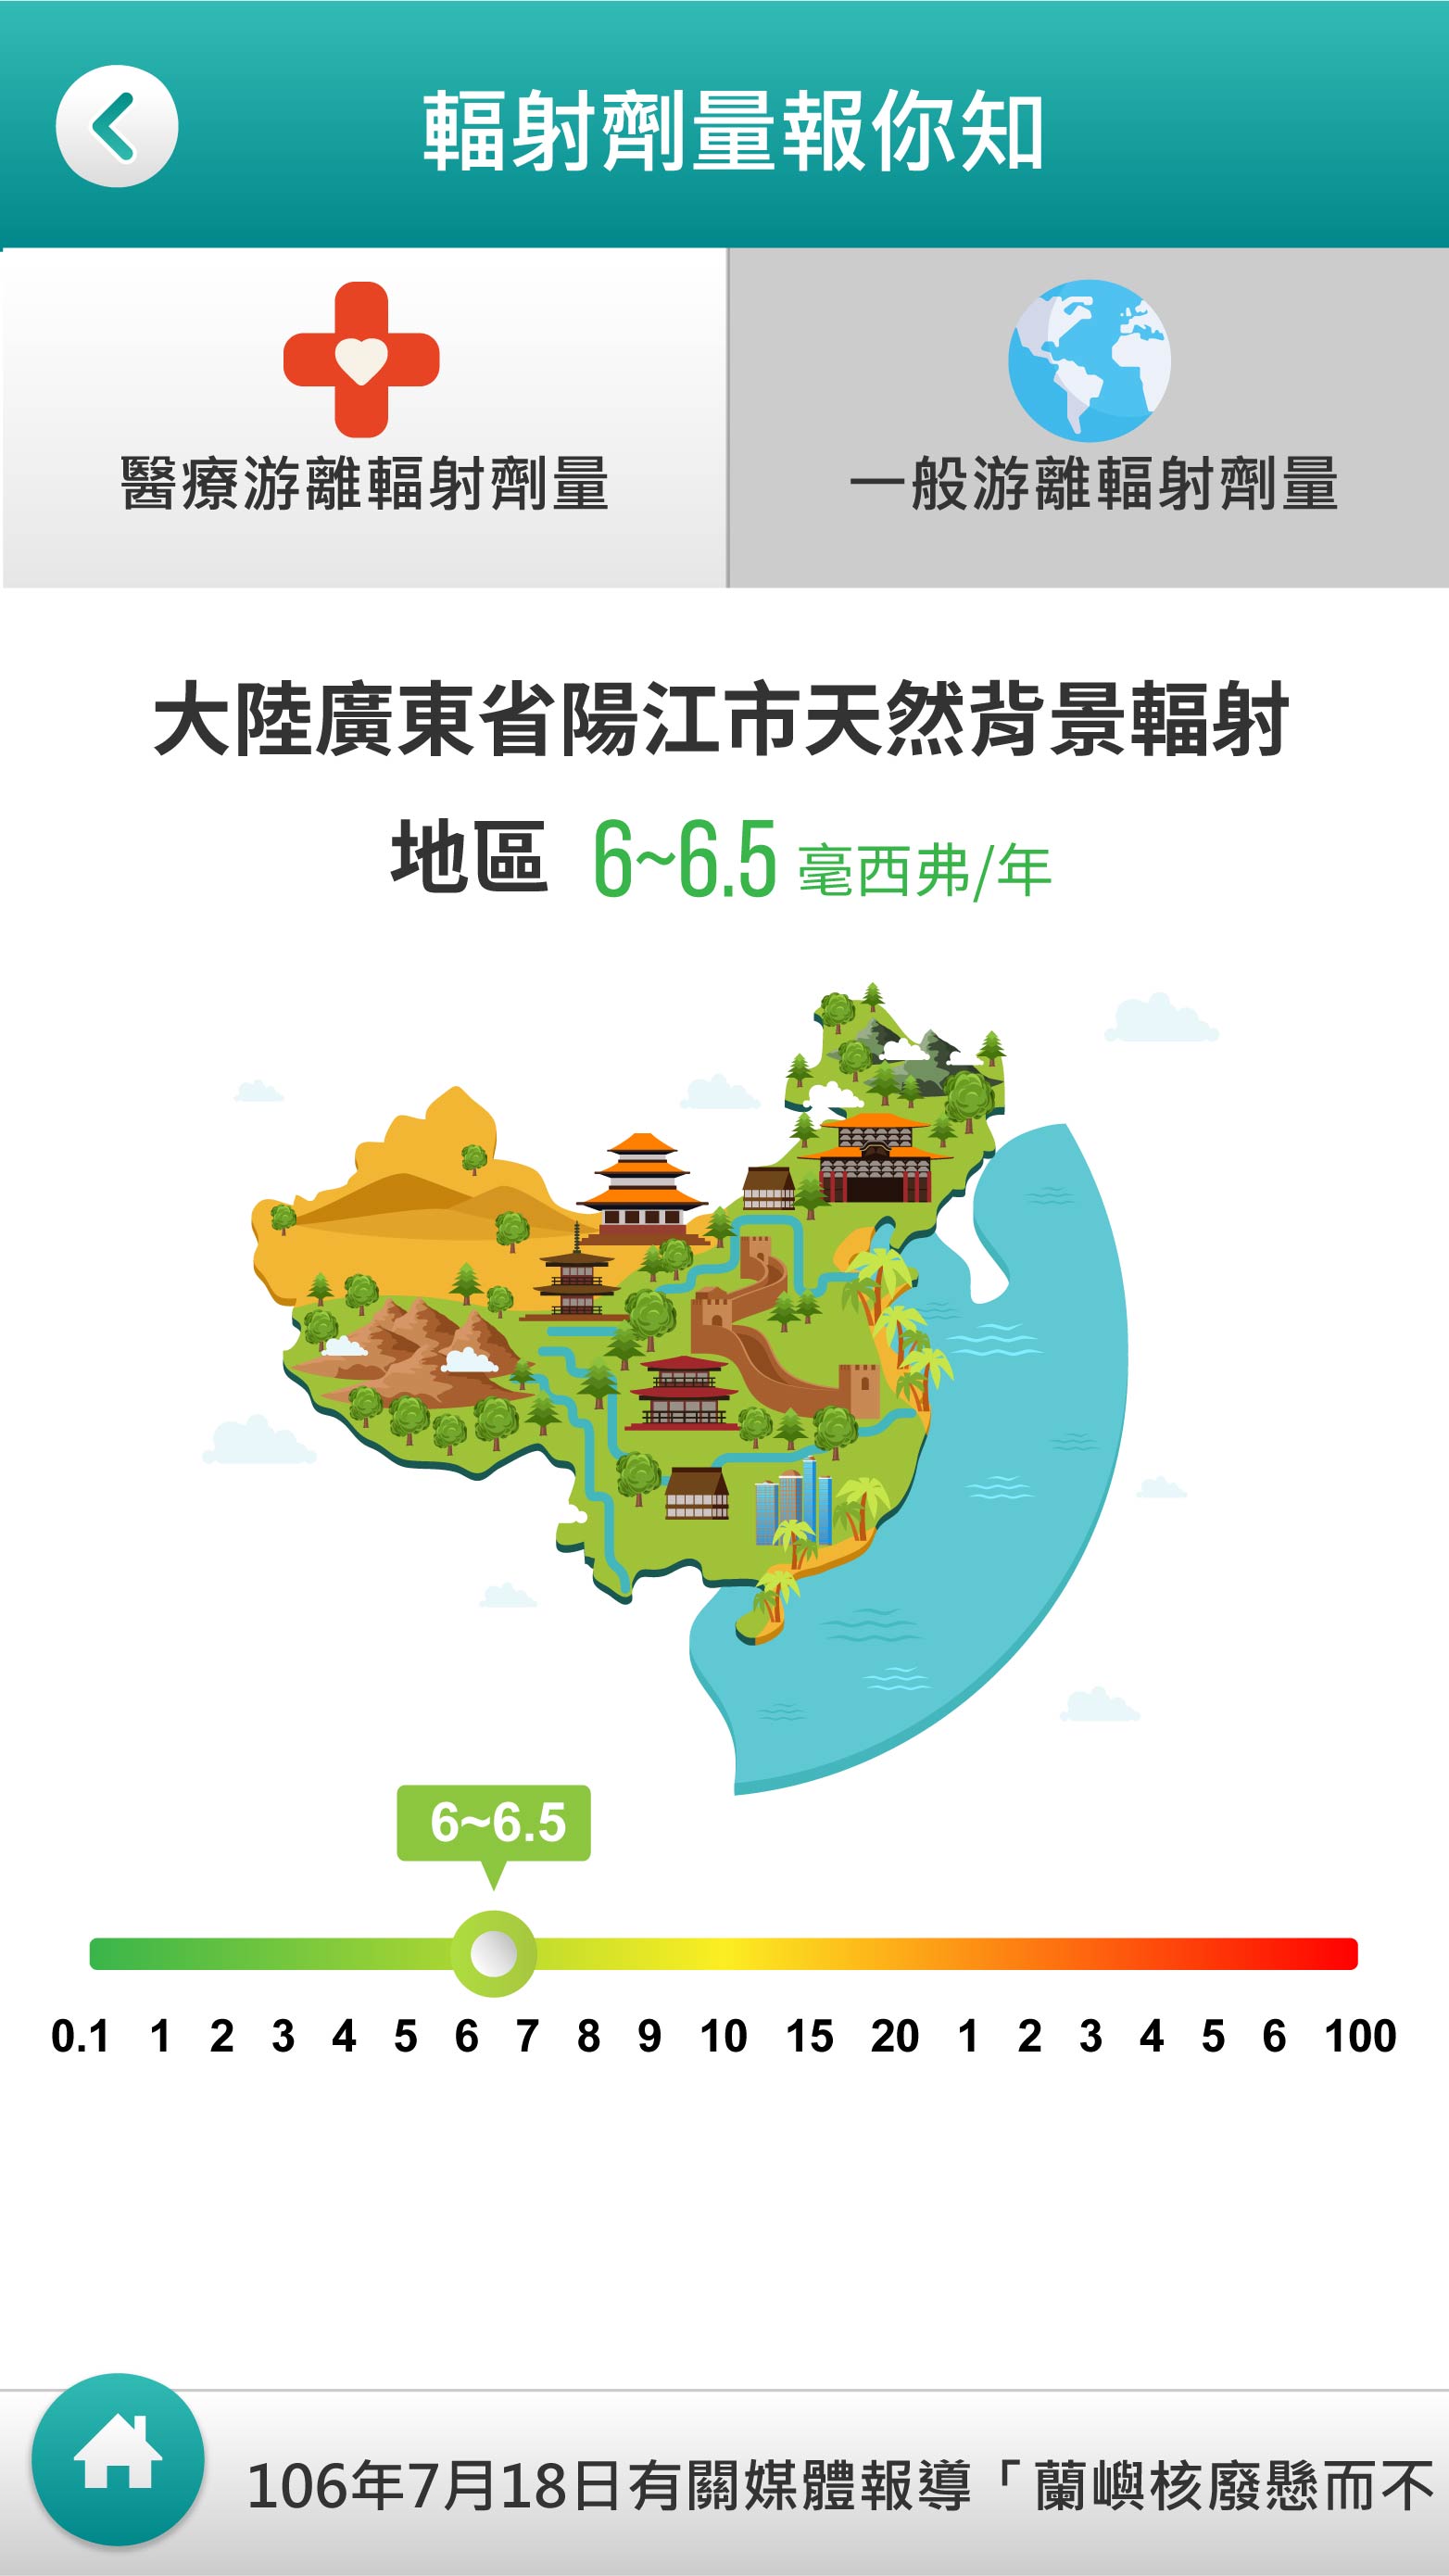 輻射劑量報你知
醫療游離輻射劑量
一般游離輻射劑量
大陸廣東省陽江市天然背景輻射
地區 6~6.5 毫西弗/年
6~6.5
0.1 1 2 3 4 5 6 7 8 9 10 15 20 1 2 3 4 5 6 100
106年7月18日有關媒體報導「蘭嶼核廢懸而不